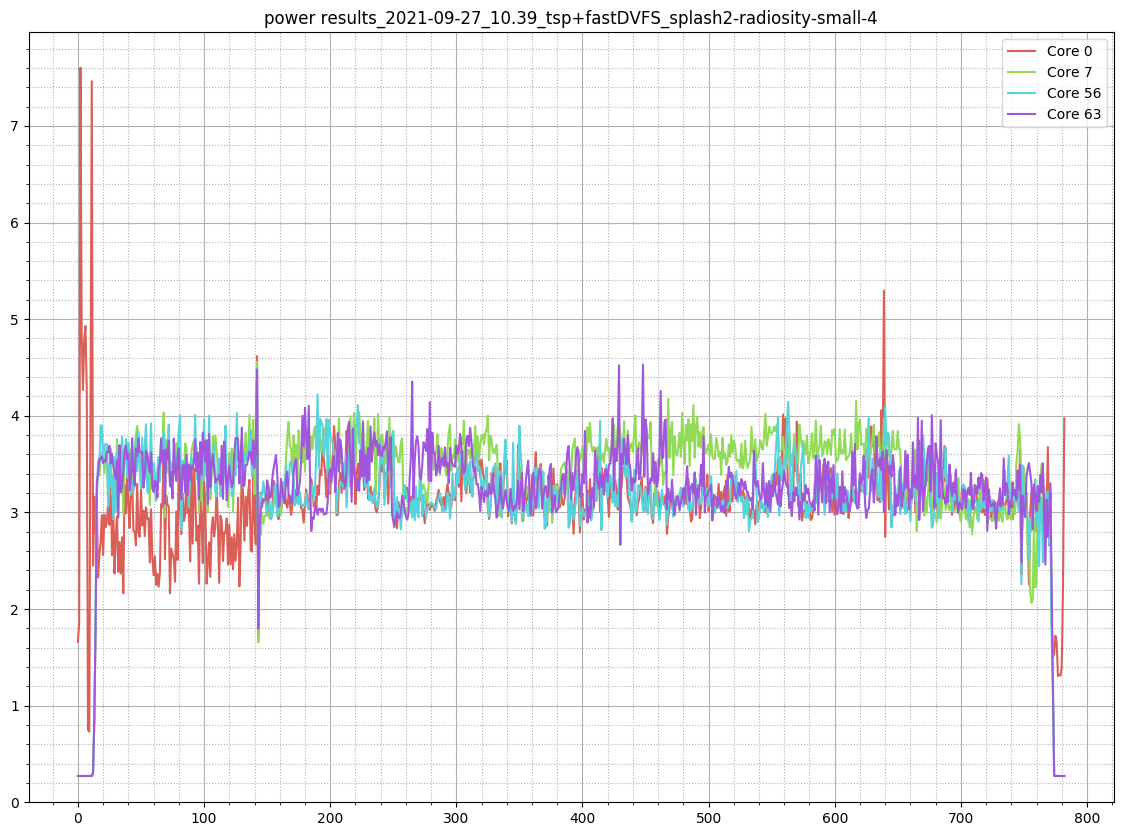 power results_2021-09-27_10.39_tsp+fastDVFS_splash2-radiosity-small-4
Core 0
Core 7
Core 56
Core 63
7
6
5
4
3
2
1
0
0 100 200 300 400 500 600 700 800